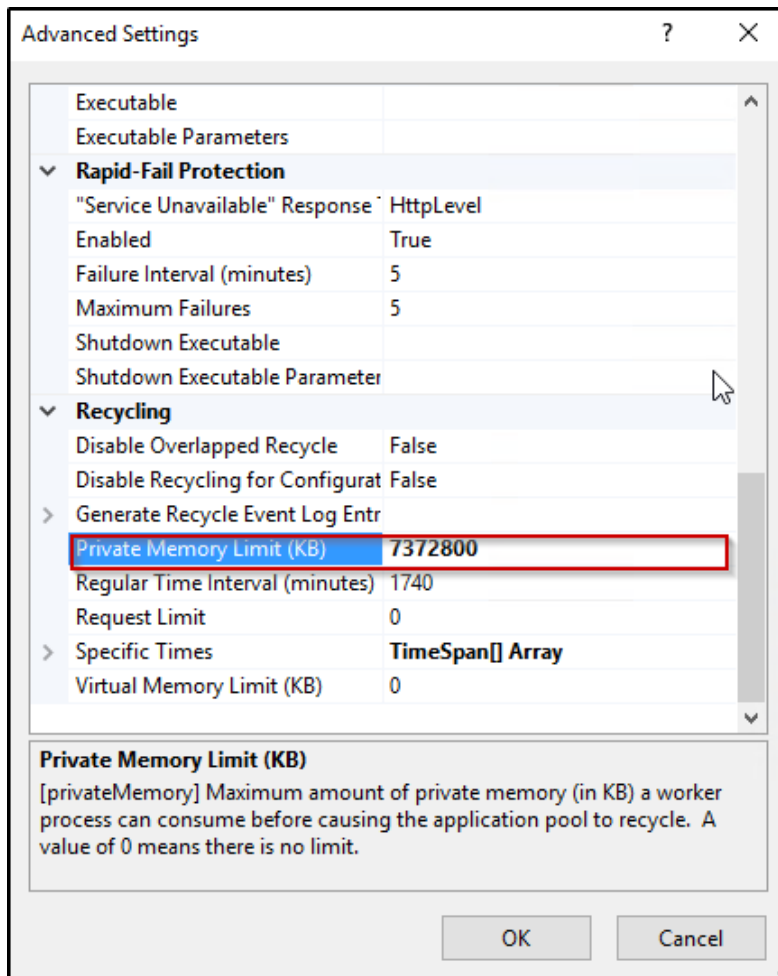 Advanced Settings ?
Executable
Executable Parameters
Rapid-Fail Protection
"Service Unavailable" Response T HttpLevel
Enabled True
Failure Interval (minutes) 5
Maximum Failures 5
Shutdown Executable
Shutdown Executable Parameter
Recycling
Disable Overlapped Recycle False
Disable Recycling for Configurat False
Generate Recycle Event Log Entr
Private Memory Limit (KB) 7372800
Regular Time Interval (minutes) 1740
Request Limit 0
Specific Times TimeSpan[] Array
Virtual Memory Limit (KB) 0
Private Memory Limit (KB)
[privateMemory] Maximum amount of private memory (in KB) a worker
process can consume before causing the application pool to recycle. A
value of 0 means there is no limit.
OK Cancel